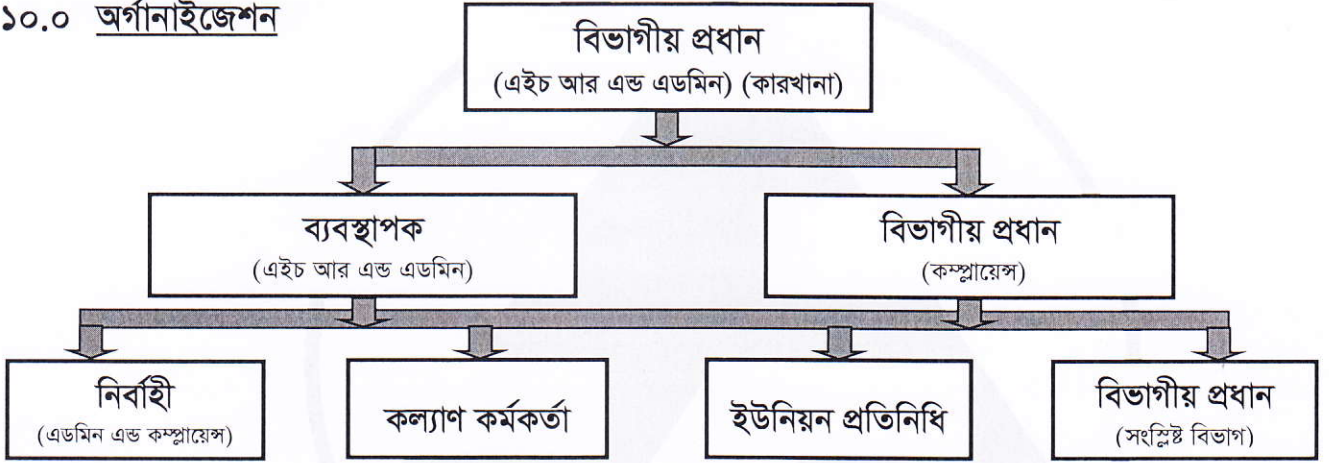 ১০.০ অর্গানাইজেশন
বিভাগীয় প্রধান
(এইচ আর এন্ড এডমিন) (কারখানা)
ব্যবস্থাপক
(এইচ আর এন্ড এডমিন)
বিভাগীয় প্রধান
(কম্প্লায়েন্স)
নির্বাহী
(এডমিন এন্ড কম্প্লায়েন্স)
কল্যাণ কর্মকর্তা
ইউনিয়ন প্রতিনিধি
বিভাগীয় প্রধান
(সংস্লিষ্ট বিভাগ)